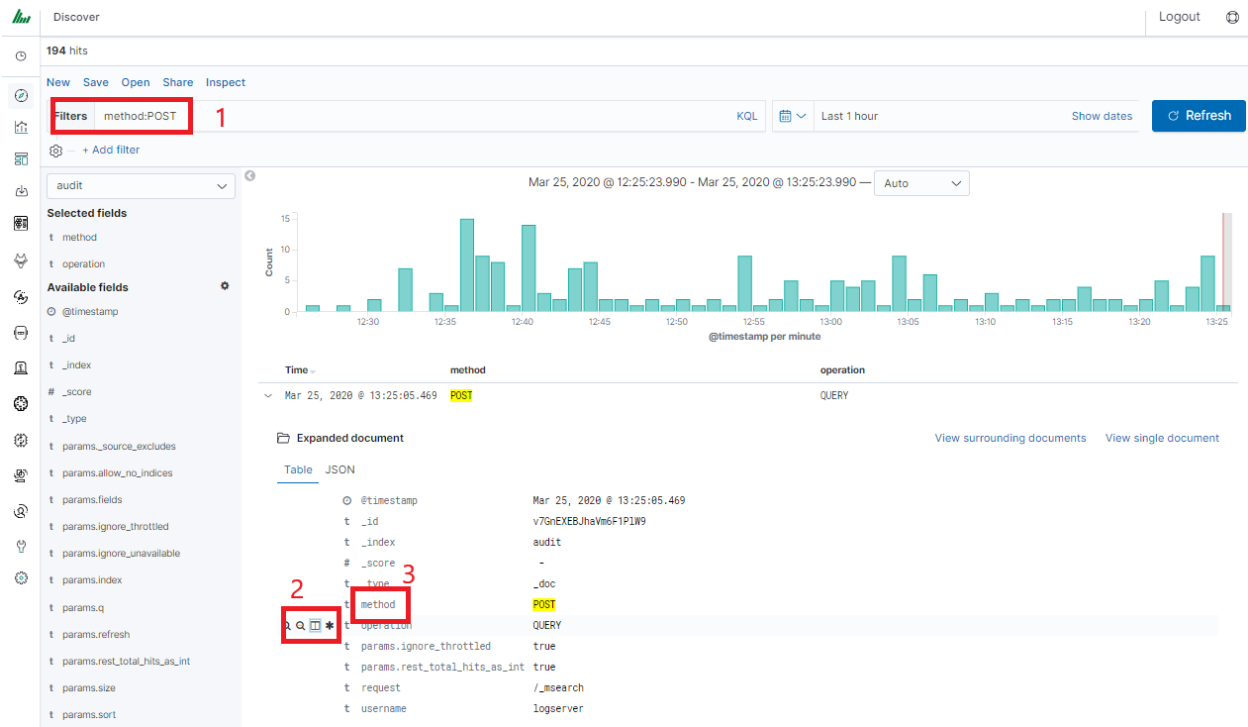 Discover
Logout
194 hits
New Save Open Share Inspect
Filters method:POST 1 KQL Last 1 hour Show dates Refresh
+ Add filter
audit
Mar 25, 2020 @ 12:25:23.990 - Mar 25, 2020 @ 13:25:23.990 — Auto
Selected fields
t method
t operation
Available fields
@timestamp
t _id
t _index
# _score
t _type
t params._source_excludes
t params.allow_no_indices
t params.fields
t params.ignore_throttled
t params.ignore_unavailable
t params.index
t params.q
t params.refresh
t params.rest_total_hits_as_int
t params.size
t params.sort
Count
15
10
5
0
12:30 12:35 12:40 12:45 12:50 12:55 13:00 13:05 13:10 13:15 13:20 13:25
@timestamp per minute
Time method operation
Mar 25, 2020 @ 13:25:05.469 POST QUERY
Expanded document View surrounding documents View single document
Table JSON
@timestamp Mar 25, 2020 @ 13:25:05.469
t _id v7GnEXEBJhaVm6F1PlW9
t _index audit
# _score -
t _type _doc
2 3
t method POST
t operation QUERY
t params.ignore_throttled true
t params.rest_total_hits_as_int true
t request /_msearch
t username logserver